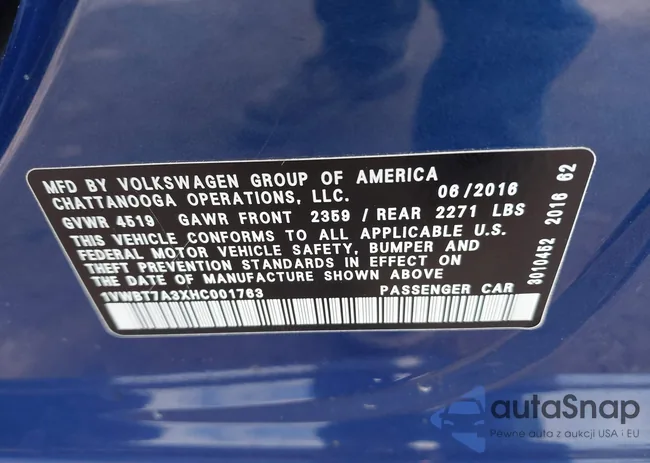 MFD BY VOLKSWAGEN GROUP OF AMERICA
CHATTANOOGA OPERATIONS, LLC. 06/2016
GVWR 4519 GAWR FRONT 2359 / REAR 2271 LBS
THIS VEHICLE CONFORMS TO ALL APPLICABLE U.S.
FEDERAL MOTOR VEHICLE SAFETY, BUMPER AND
THEFT PREVENTION STANDARDS IN EFFECT ON
THE DATE OF MANUFACTURE SHOWN ABOVE
1VWBT7A3XHC001763 PASSENGER CAR
3010462 2016 62
autoSnap
Pewne auta z aukcji USA i EU